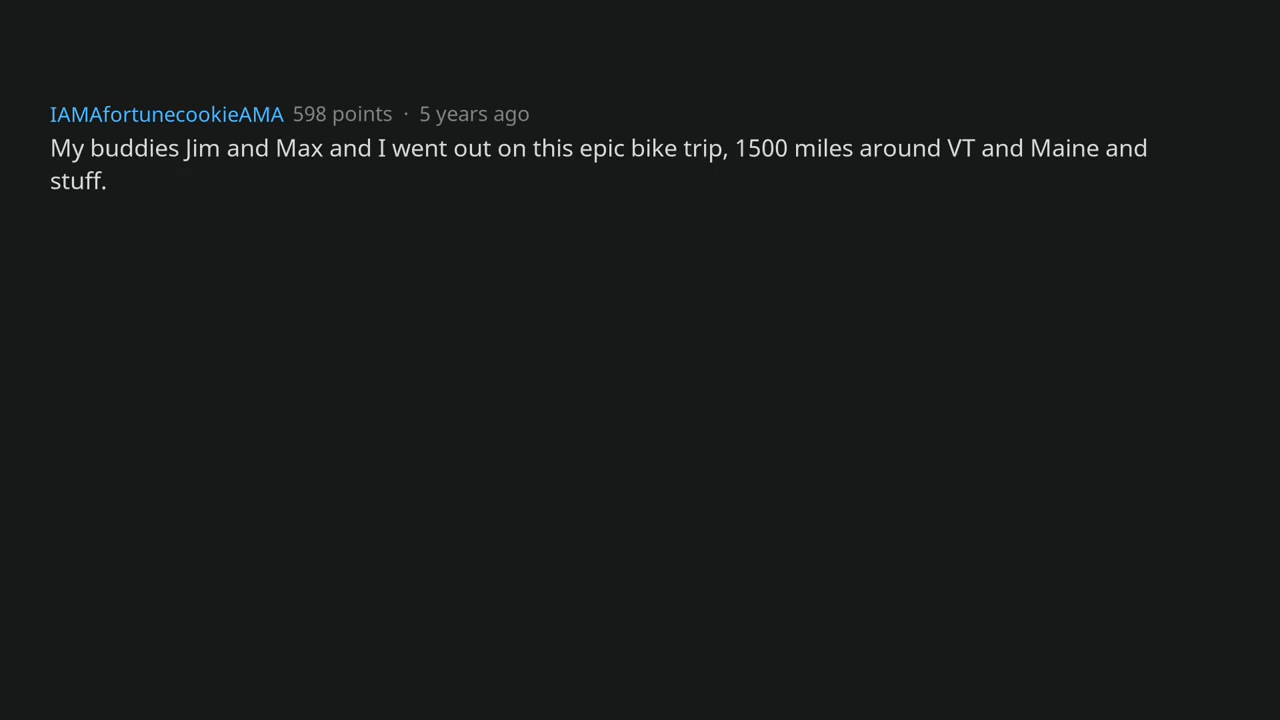 IAMAfortunecookieAMA 598 points · 5 years ago
My buddies Jim and Max and I went out on this epic bike trip, 1500 miles around VT and Maine and
stuff.